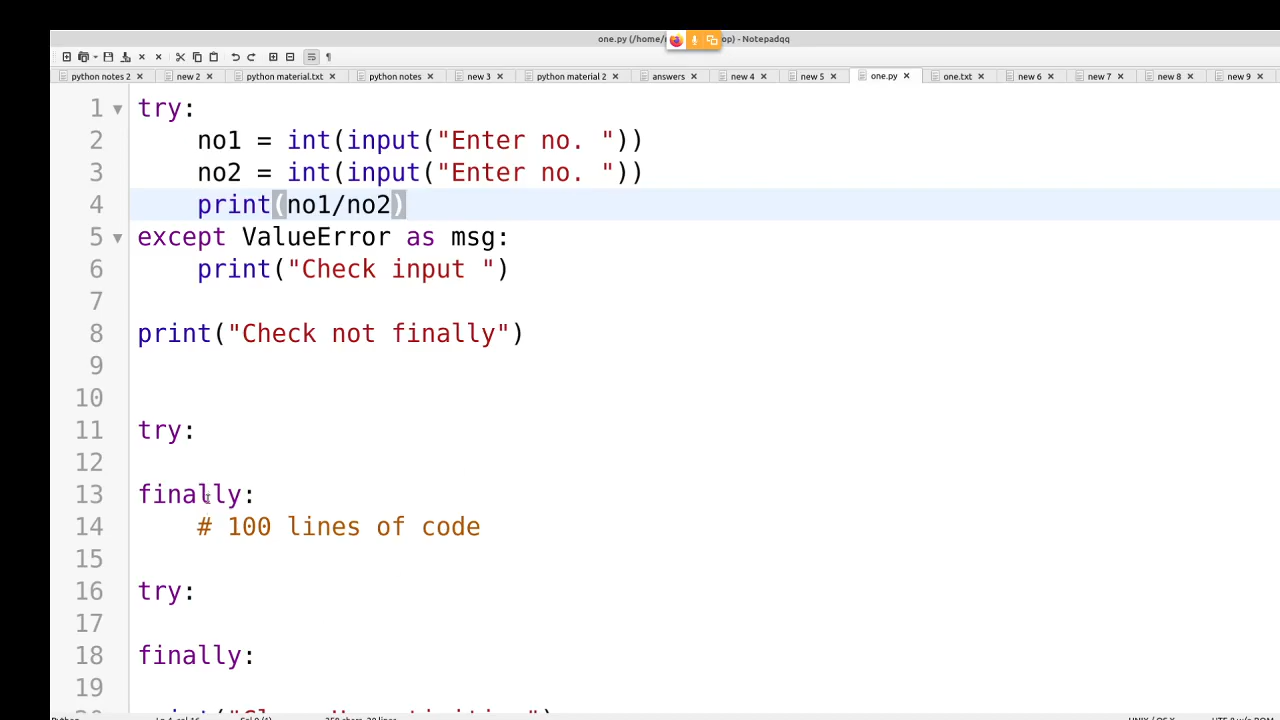 one.py (/home/ op) - Notepadqq
python notes 2 new 2 python material.txt python notes new 3 python material 2 answers new 4 new 5 one.py one.txt new 6 new 7 new 8 new 9
1 try:
2 no1 = int(input("Enter no. "))
3 no2 = int(input("Enter no. "))
4 print(no1/no2)
5 except ValueError as msg:
6 print("Check input ")
7
8 print("Check not finally")
9
10
11 try:
12
13 finally:
14 # 100 lines of code
15
16 try:
17
18 finally:
19